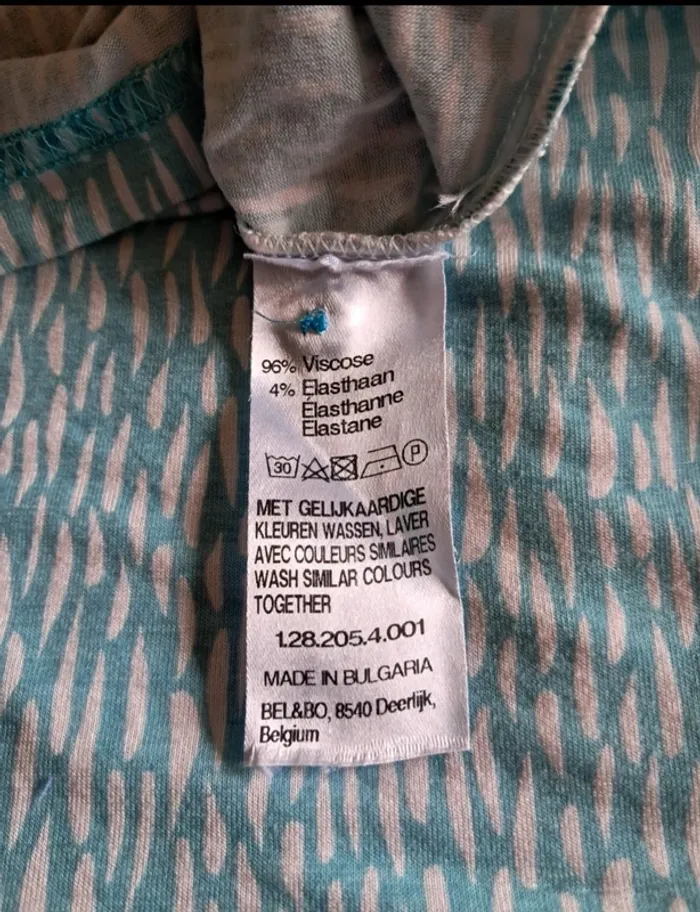 96% Viscose
4% Elasthaan
Élasthanne
Elastane
30 P
MET GELIJKAARDIGE
KLEUREN WASSEN, LAVER
AVEC COULEURS SIMILAIRES
WASH SIMILAR COLOURS
TOGETHER
1.28.205.4.001
MADE IN BULGARIA
BEL&BO, 8540 Deerlijk,
Belgium